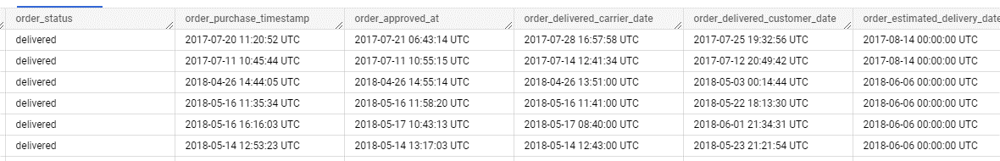 order_status order_purchase_timestamp order_approved_at order_delivered_carrier_date order_delivered_customer_date order_estimated_delivery_date
delivered 2017-07-20 11:20:52 UTC 2017-07-21 06:43:14 UTC 2017-07-28 16:57:58 UTC 2017-07-25 19:32:56 UTC 2017-08-14 00:00:00 UTC
delivered 2017-07-11 10:45:44 UTC 2017-07-11 10:55:15 UTC 2017-07-14 12:41:34 UTC 2017-07-12 20:49:42 UTC 2017-08-14 00:00:00 UTC
delivered 2018-04-26 14:44:05 UTC 2018-04-26 14:55:14 UTC 2018-04-26 13:51:00 UTC 2018-05-03 00:14:44 UTC 2018-06-06 00:00:00 UTC
delivered 2018-05-16 11:35:34 UTC 2018-05-16 11:58:20 UTC 2018-05-16 11:41:00 UTC 2018-05-22 18:13:30 UTC 2018-06-06 00:00:00 UTC
delivered 2018-05-16 16:16:03 UTC 2018-05-17 10:43:13 UTC 2018-05-17 08:40:00 UTC 2018-06-01 21:34:31 UTC 2018-06-06 00:00:00 UTC
delivered 2018-05-14 12:53:23 UTC 2018-05-14 13:17:03 UTC 2018-05-14 12:43:00 UTC 2018-05-23 21:21:54 UTC 2018-06-06 00:00:00 UTC